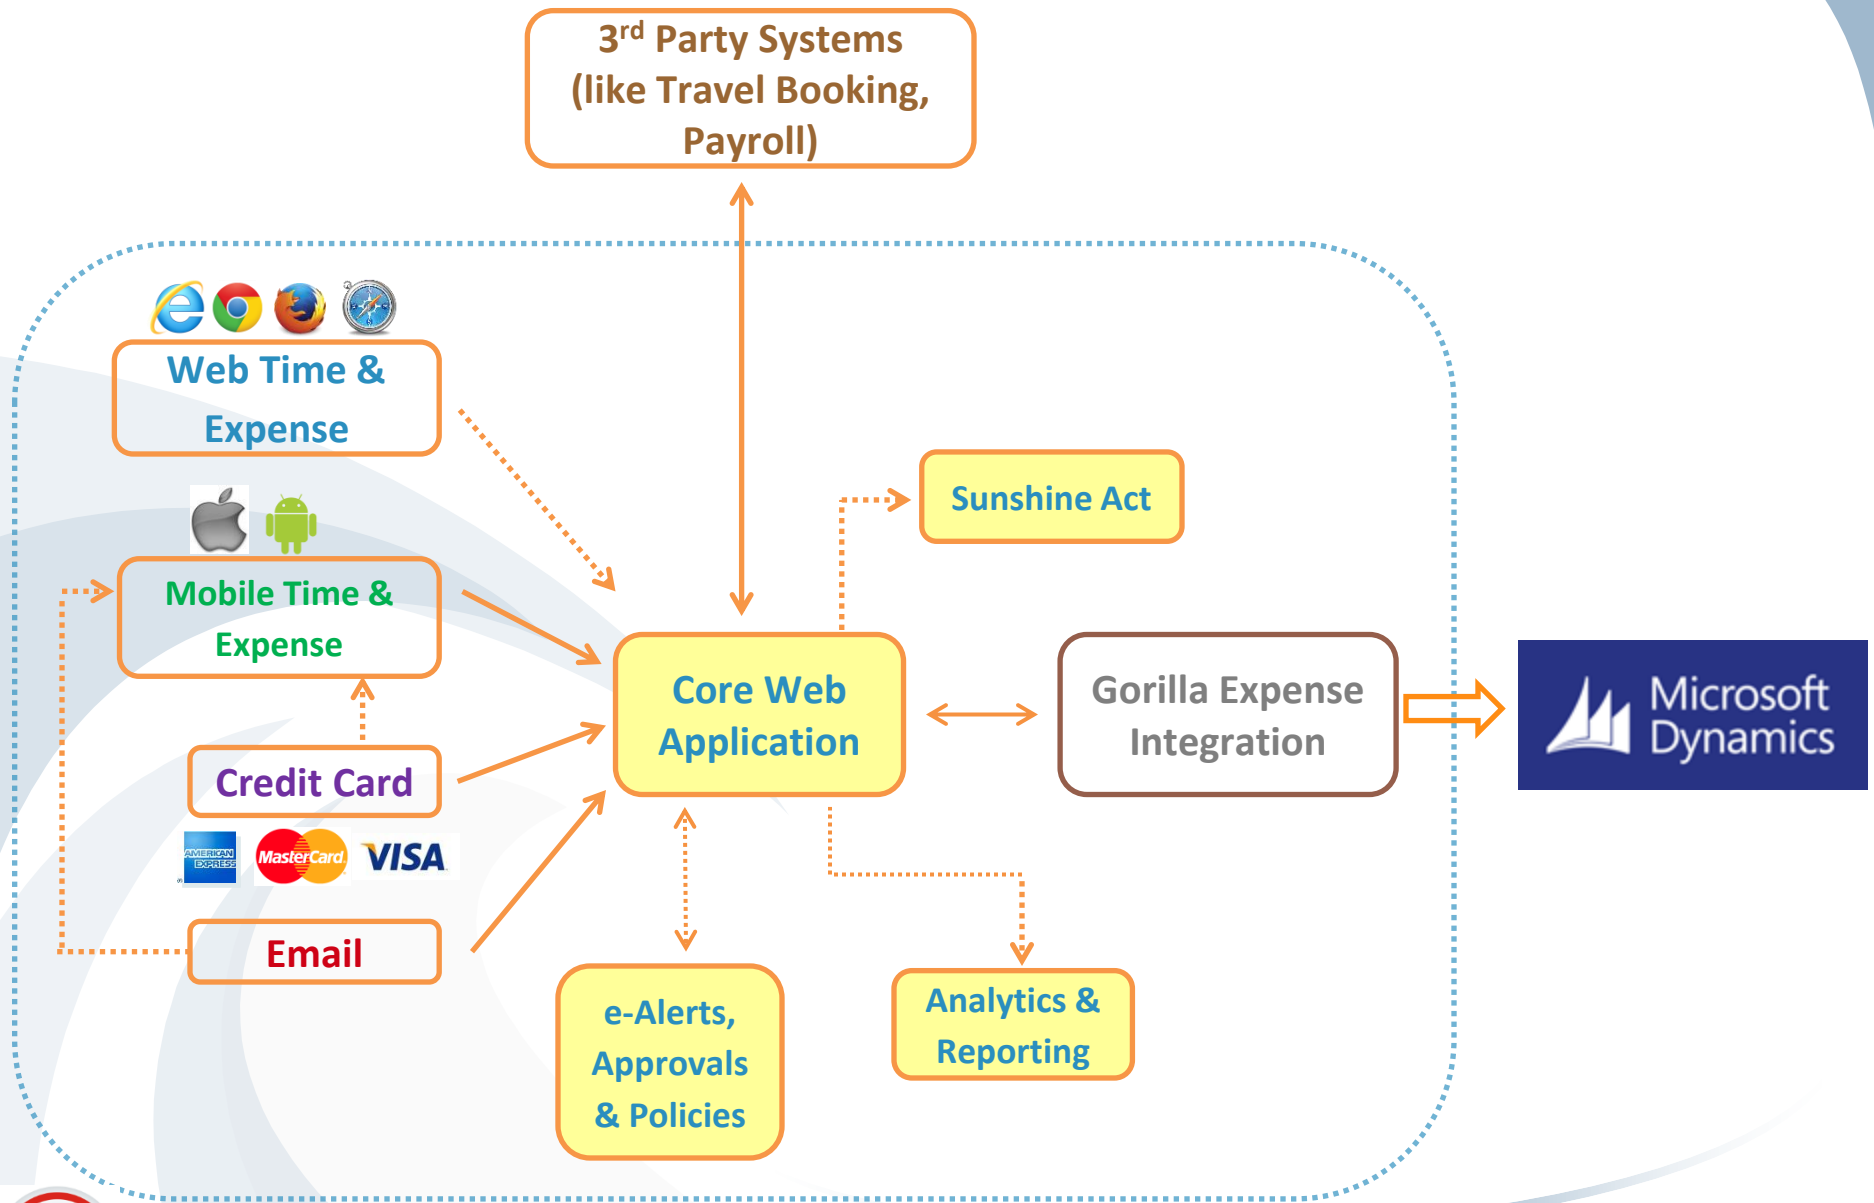 3rd Party Systems
(like Travel Booking,
Payroll)
Web Time &
Expense
Sunshine Act
Mobile Time &
Expense
Core Web
Application
Gorilla Expense
Integration
Microsoft
Dynamics
Credit Card
AMERICAN
EXPRESS
MasterCard
VISA
Email
e-Alerts,
Approvals
& Policies
Analytics &
Reporting